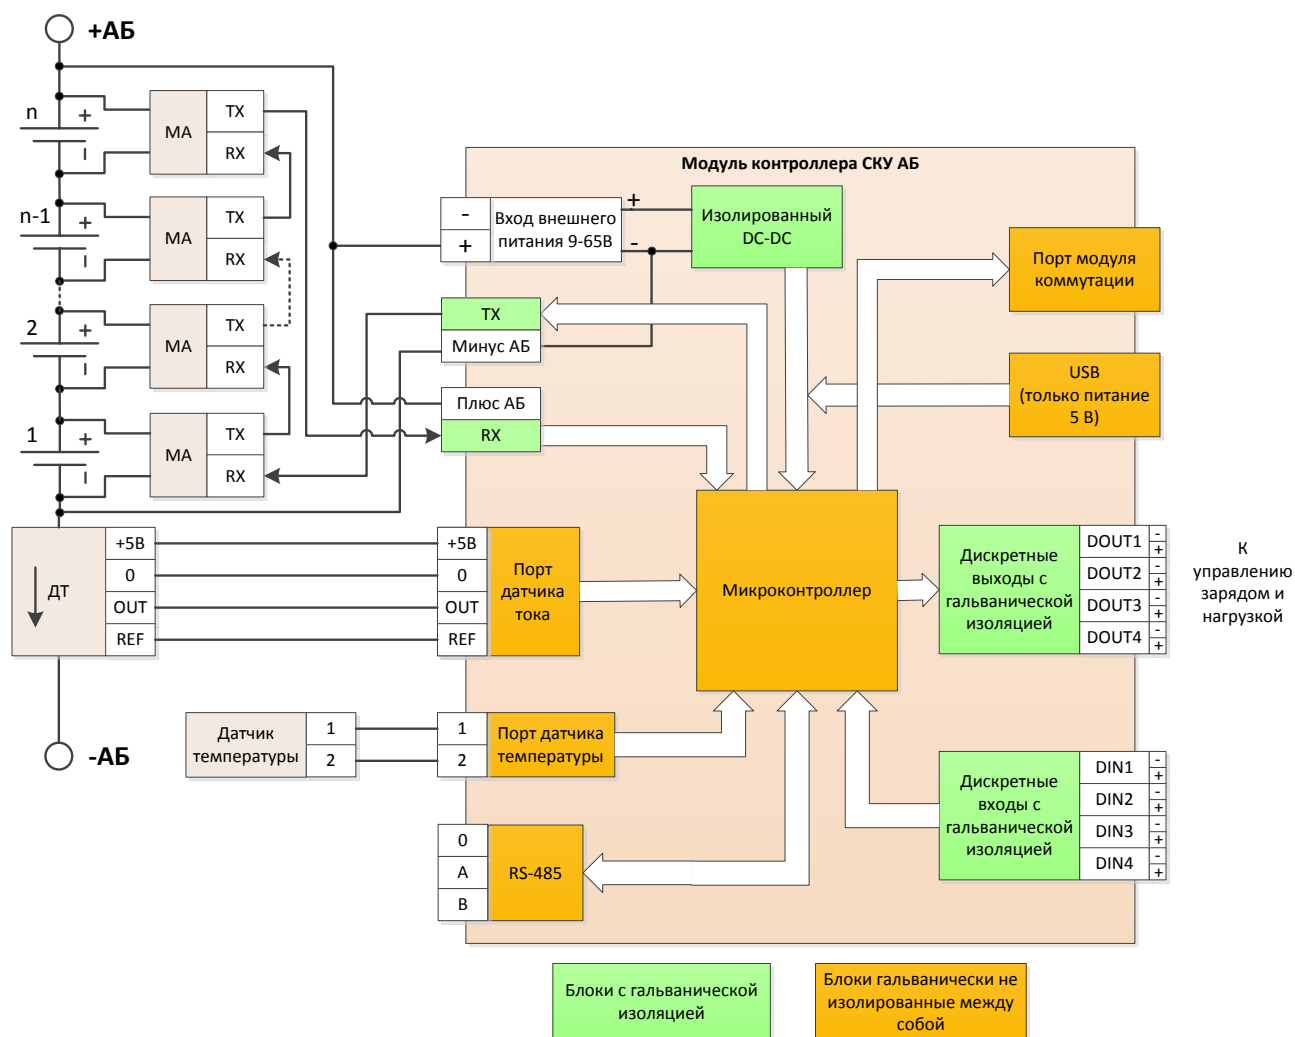 +АБ
n
+
–
МА
TX
RX
n-1
+
–
МА
TX
RX
2
+
–
МА
TX
RX
1
+
–
МА
TX
RX
ДТ
+5В
0
OUT
REF
-АБ
Датчик
температуры
1
2
Модуль контроллера СКУ АБ
-
+
Вход внешнего
питания 9-65В
+
-
Изолированный
DC-DC
TX
Минус АБ
Плюс АБ
RX
+5В
0
OUT
REF
Порт
датчика
тока
1
2
Порт датчика
температуры
0
A
B
RS-485
Микроконтроллер
Порт модуля
коммутации
USB
(только питание
5 В)
Дискретные
выходы с
гальванической
изоляцией
DOUT1
-
+
DOUT2
-
+
DOUT3
-
+
DOUT4
-
+
К
управлению
зарядом и
нагрузкой
Дискретные
входы с
гальванической
изоляцией
DIN1
-
+
DIN2
-
+
DIN3
-
+
DIN4
-
+
Блоки с гальванической
изоляцией
Блоки гальванически не
изолированные между
собой